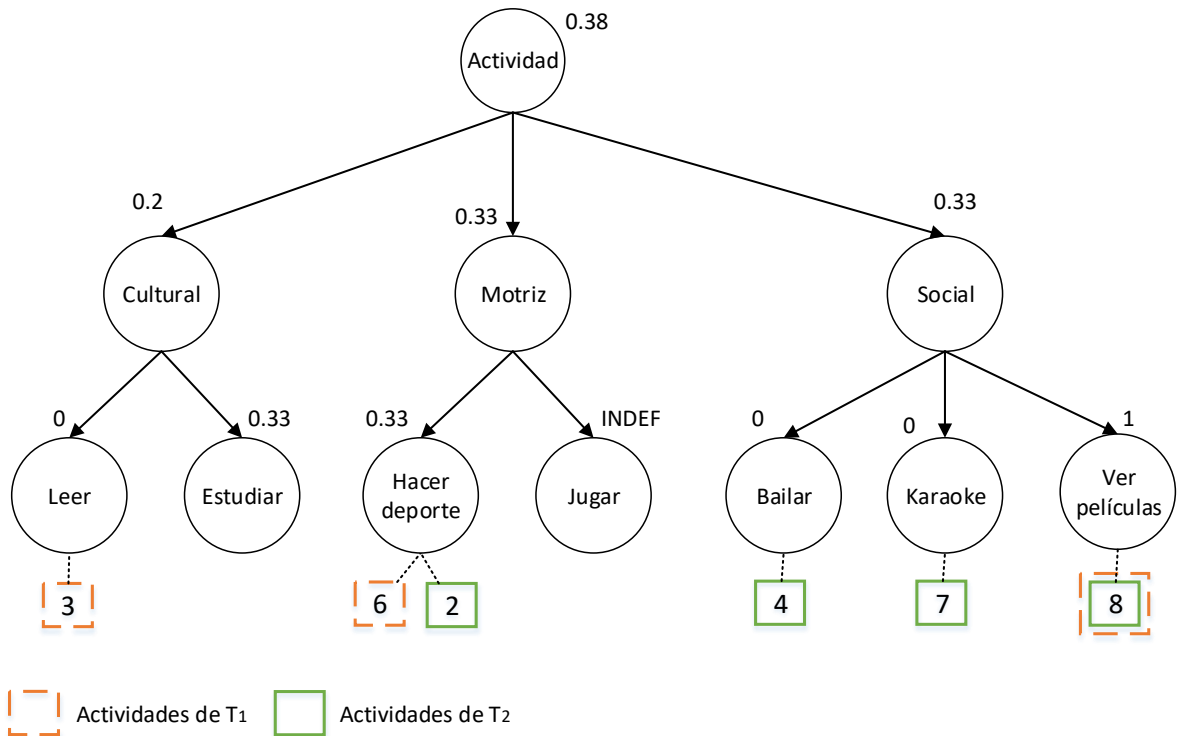 0.38
Actividad
0.2
0.33
0.33
Cultural
Motriz
Social
0
0.33
0.33
INDEF
0
0
1
Leer
Estudiar
Hacer
deporte
Jugar
Bailar
Karaoke
Ver
películas
3
6
2
4
7
8
Actividades de T1
Actividades de T2